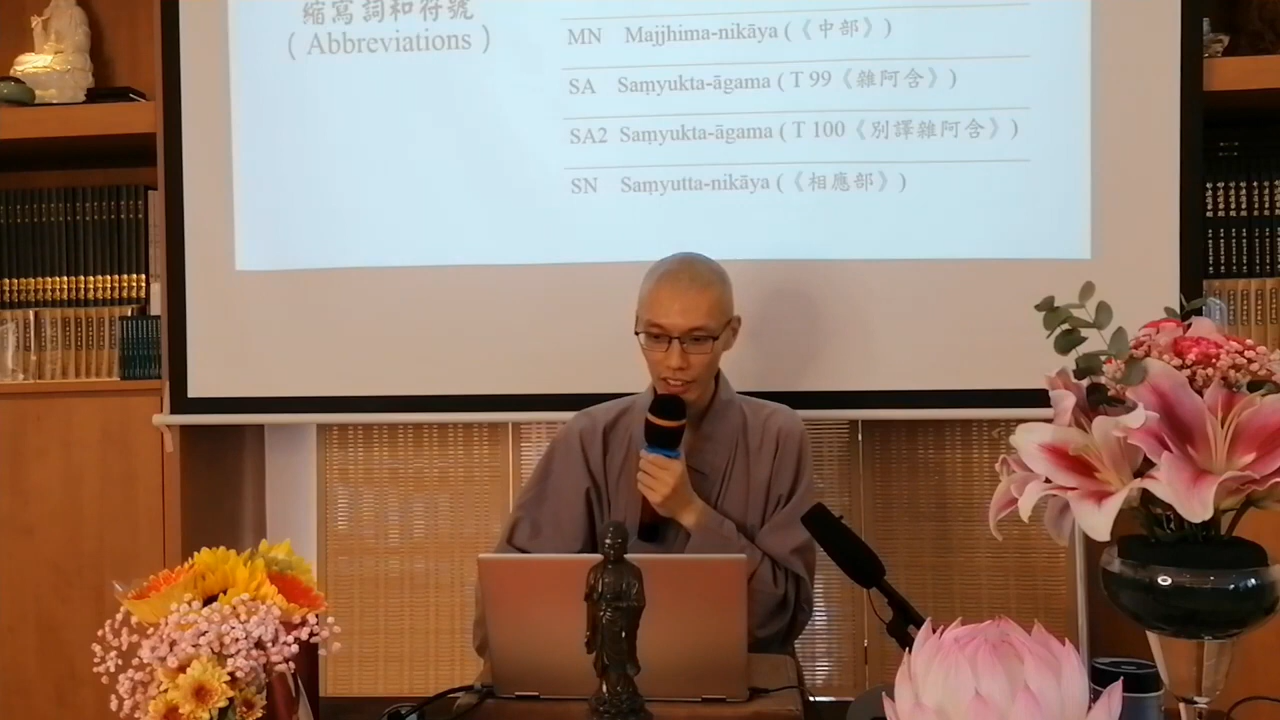 縮寫詞和符號
( Abbreviations )
MN Majjhima-nikāya (《中部》)
SA Saṃyukta-āgama ( T 99《雜阿含》)
SA2 Saṃyukta-āgama ( T 100《別譯雜阿含》)
SN Saṃyutta-nikāya (《相應部》)